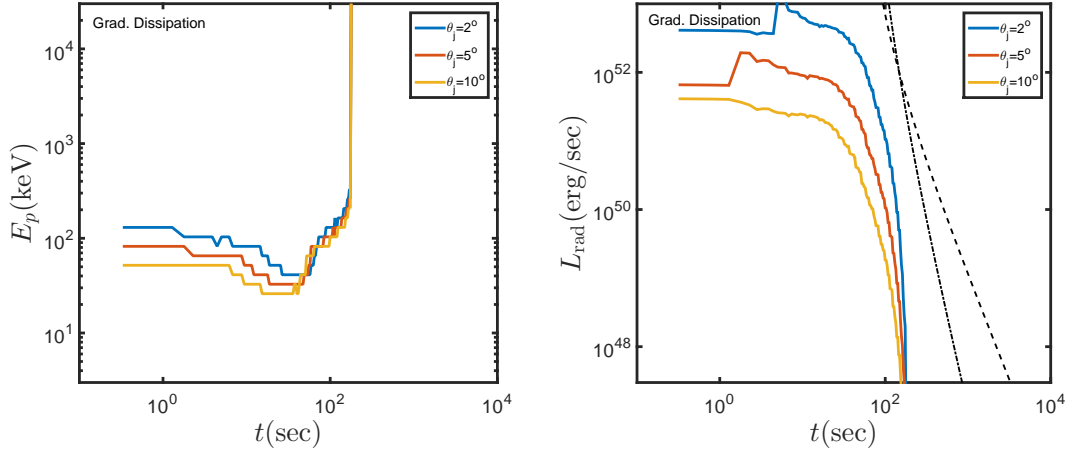 Grad. Dissipation
θj=2°
θj=5°
θj=10°
10^4
10^3
10^2
10^1
Ep(keV)
10^0
10^2
10^4
t(sec)
Grad. Dissipation
θj=2°
θj=5°
θj=10°
10^52
10^50
10^48
Lrad(erg/sec)
10^0
10^2
10^4
t(sec)